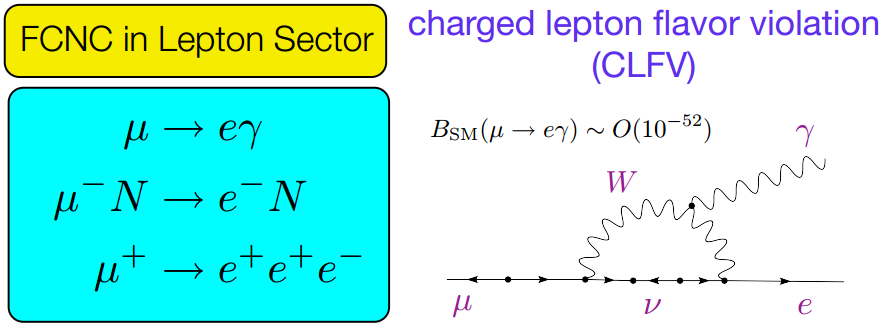 FCNC in Lepton Sector
μ → eγ
μ⁻N → e⁻N
μ⁺ → e⁺e⁺e⁻
charged lepton flavor violation
(CLFV)
B_SM(μ → eγ) ∼ O(10⁻⁵²)
γ
W
μ
ν
e